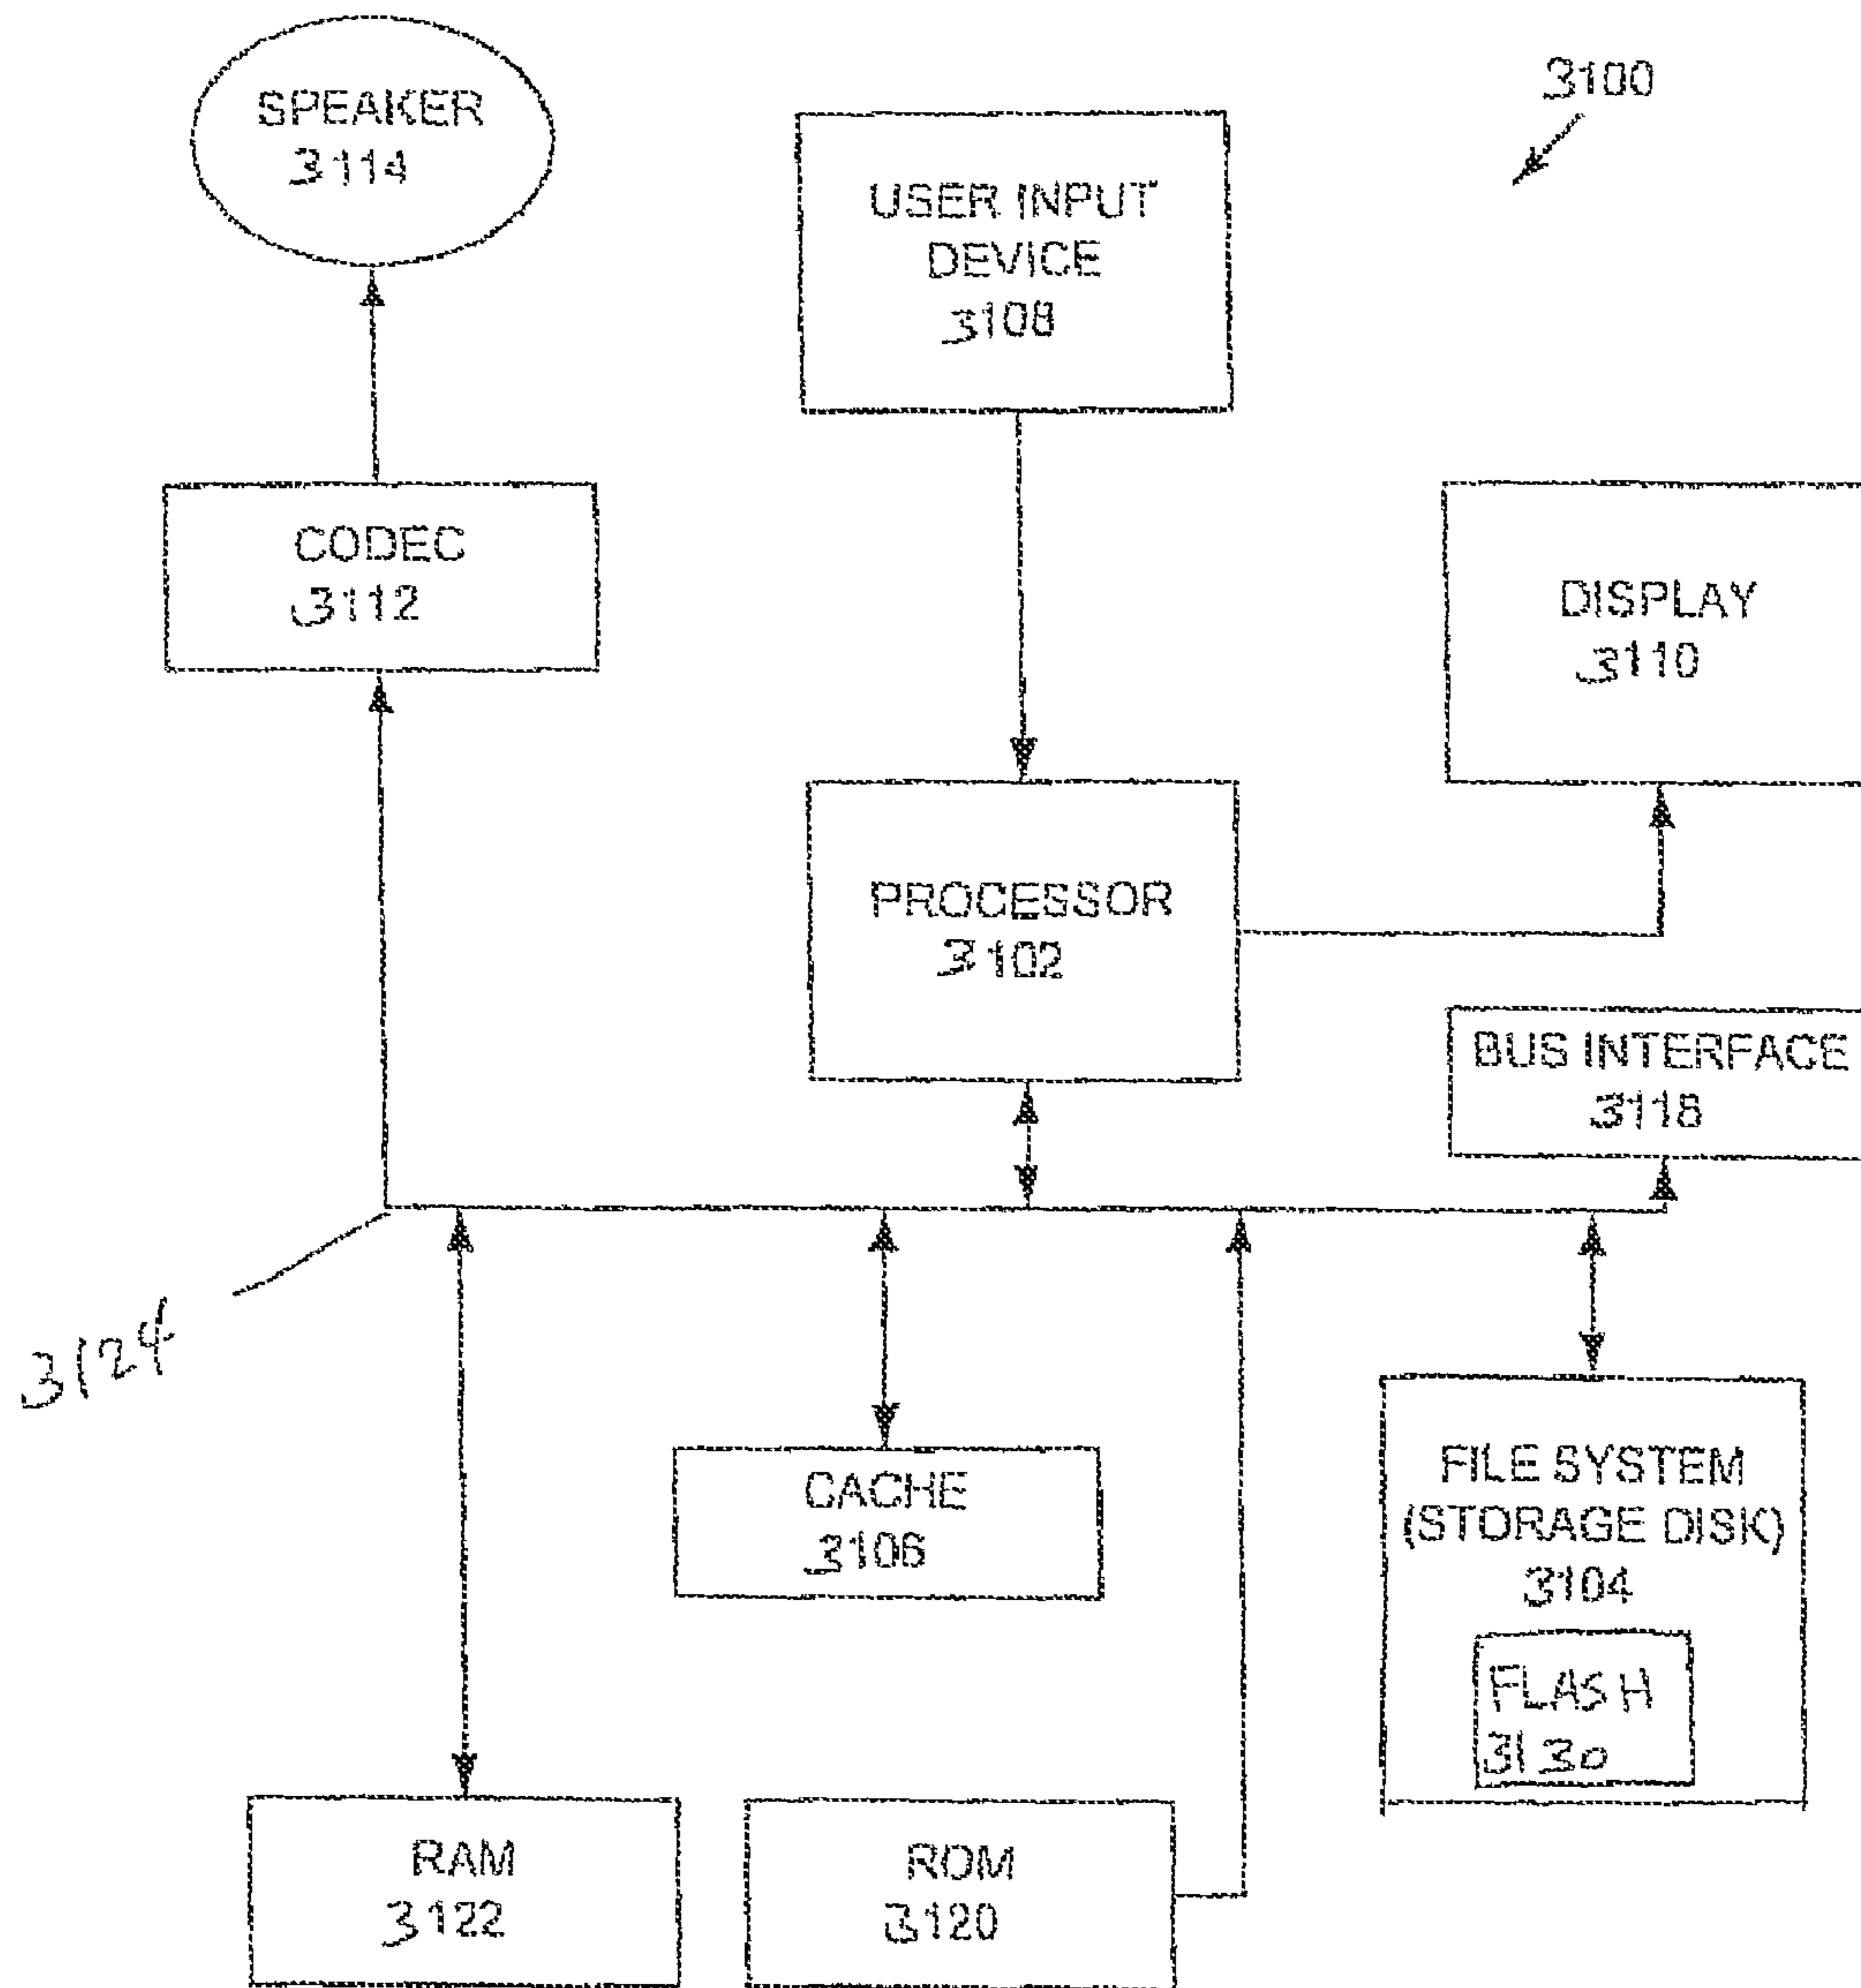 SPEAKER
3114
3100
USER INPUT
DEVICE
3108
CODEC
3112
DISPLAY
3110
PROCESSOR
3102
BUS INTERFACE
3118
3124
CACHE
3106
FILE SYSTEM
(STORAGE DISK)
3104
FLASH
3130
RAM
3122
ROM
3120